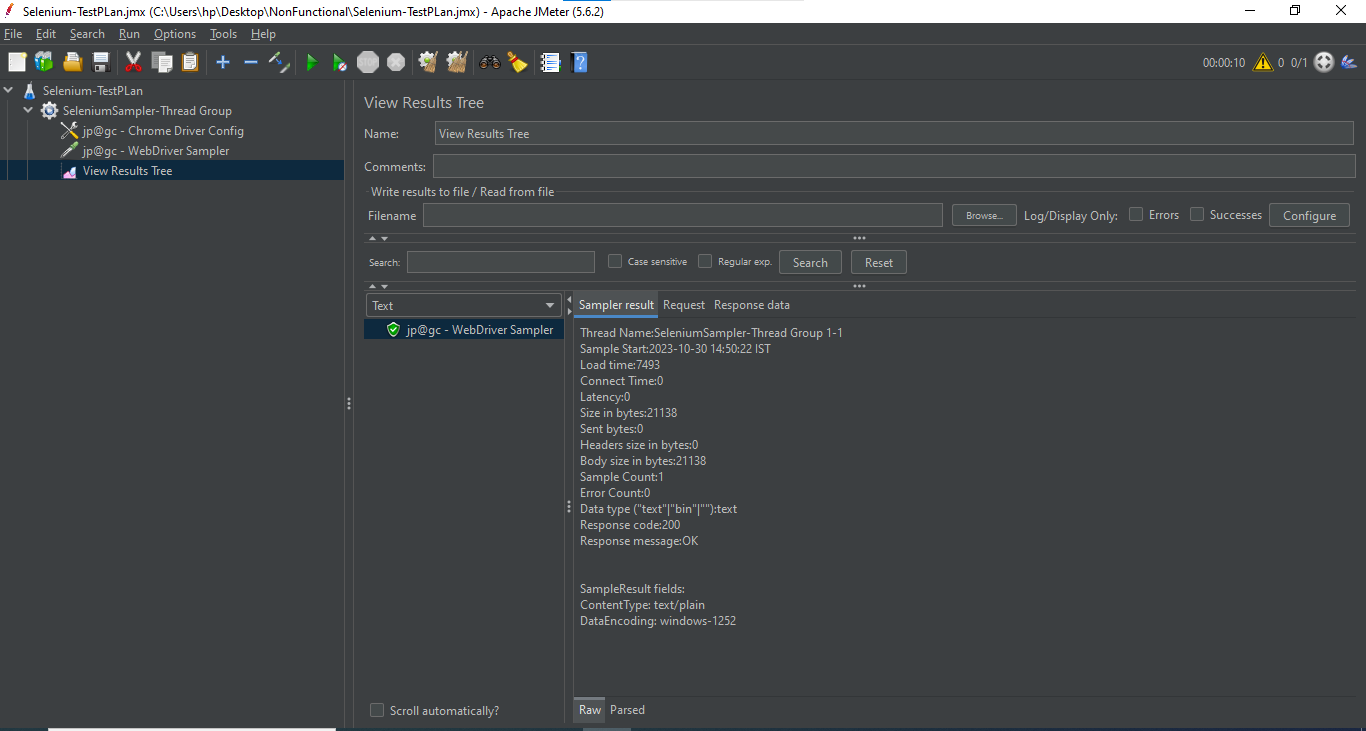 Selenium-TestPLan.jmx (C:\Users\hp\Desktop\NonFunctional\Selenium-TestPLan.jmx) - Apache JMeter (5.6.2)
File Edit Search Run Options Tools Help
STOP 00:00:10 0 0/1
Selenium-TestPLan
SeleniumSampler-Thread Group
jp@gc - Chrome Driver Config
jp@gc - WebDriver Sampler
View Results Tree
View Results Tree
Name: View Results Tree
Comments:
Write results to file / Read from file
Filename Browse... Log/Display Only: Errors Successes Configure
Search: Case sensitive Regular exp. Search Reset
Text
jp@gc - WebDriver Sampler
Scroll automatically?
Sampler result Request Response data
Thread Name:SeleniumSampler-Thread Group 1-1
Sample Start:2023-10-30 14:50:22 IST
Load time:7493
Connect Time:0
Latency:0
Size in bytes:21138
Sent bytes:0
Headers size in bytes:0
Body size in bytes:21138
Sample Count:1
Error Count:0
Data type ("text"|"bin"|""):text
Response code:200
Response message:OK
SampleResult fields:
ContentType: text/plain
DataEncoding: windows-1252
Raw Parsed